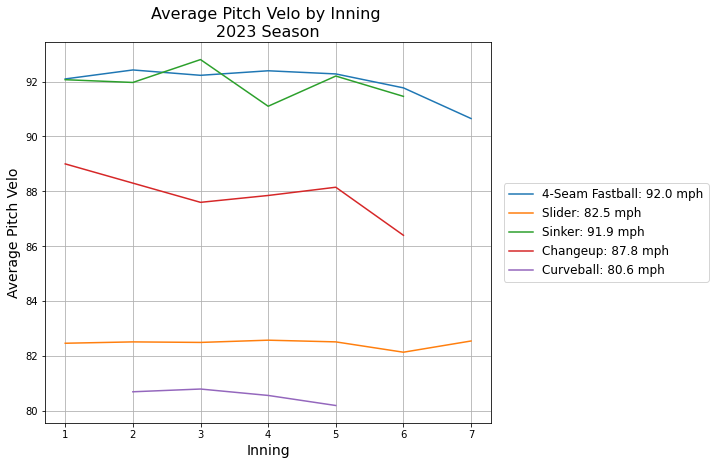 Average Pitch Velo by Inning
2023 Season
Average Pitch Velo
92
90
88
86
84
82
80
1 2 3 4 5 6 7
Inning
4-Seam Fastball: 92.0 mph
Slider: 82.5 mph
Sinker: 91.9 mph
Changeup: 87.8 mph
Curveball: 80.6 mph